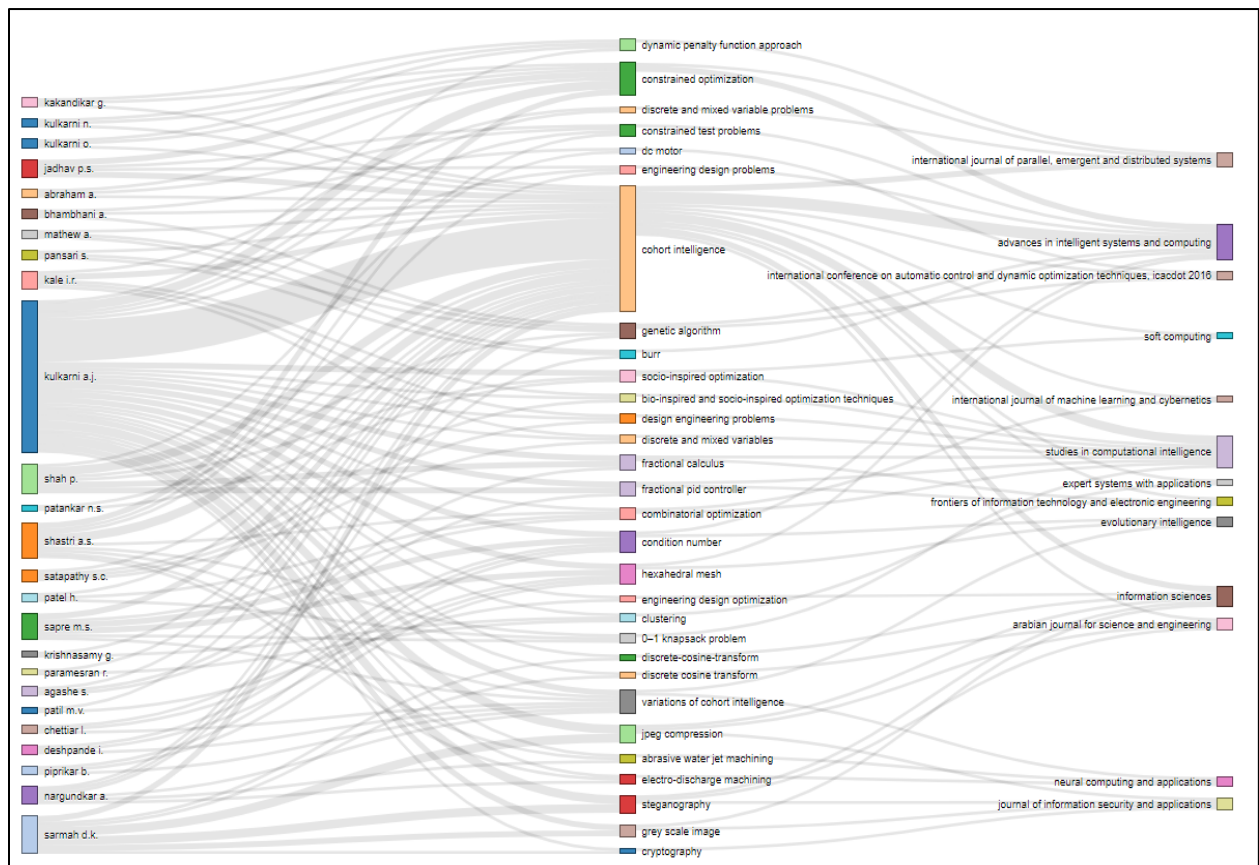 kakandikar g.
kulkarni n.
kulkarni o.
jadhav p.s.
abraham a.
bhambhani a.
mathew a.
pansari s.
kale i.r.
kulkarni a.j.
shah p.
patankar n.s.
shastri a.s.
satapathy s.c.
patel h.
sapre m.s.
krishnasamy g.
paramesran r.
agashe s.
patil m.v.
chettiar l.
deshpande i.
piprikar b.
nargundkar a.
sarmah d.k.
dynamic penalty function approach
constrained optimization
discrete and mixed variable problems
constrained test problems
dc motor
engineering design problems
cohort intelligence
genetic algorithm
burr
socio-inspired optimization
bio-inspired and socio-inspired optimization techniques
design engineering problems
discrete and mixed variables
fractional calculus
fractional pid controller
combinatorial optimization
condition number
hexahedral mesh
engineering design optimization
clustering
0–1 knapsack problem
discrete-cosine-transform
discrete cosine transform
variations of cohort intelligence
jpeg compression
abrasive water jet machining
electro-discharge machining
steganography
grey scale image
cryptography
international journal of parallel, emergent and distributed systems
advances in intelligent systems and computing
international conference on automatic control and dynamic optimization techniques, icacdot 2016
soft computing
international journal of machine learning and cybernetics
studies in computational intelligence
expert systems with applications
frontiers of information technology and electronic engineering
evolutionary intelligence
information sciences
arabian journal for science and engineering
neural computing and applications
journal of information security and applications